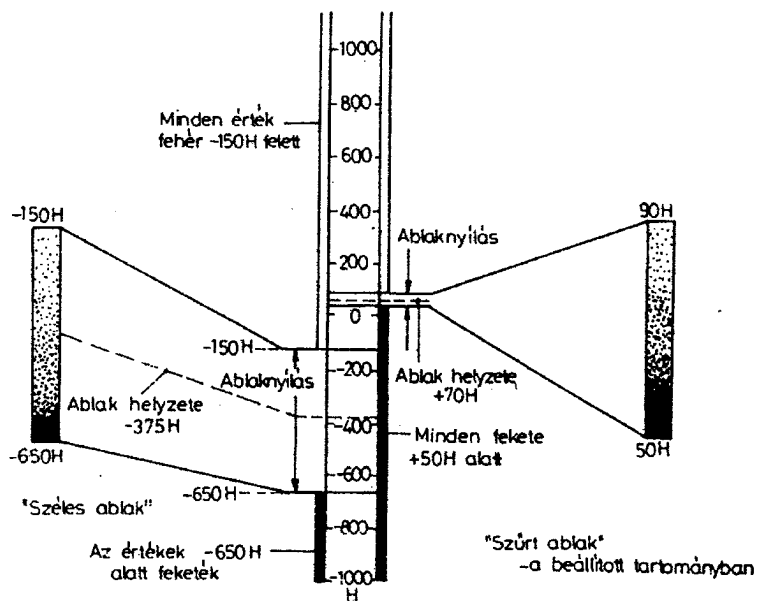 1000
800
Minden érték
fehér -150H felett
600
-150H
400
90H
Ablaknyílás
200
0
-150H
-200
Ablaknyílás
Ablak helyzete
+70H
Ablak helyzete
-375H
-400
Minden fekete
+50H alatt
-650H
50H
-600
-650H
"Széles ablak"
-800
Az értékek -650H
alatt feketék
"Szűrt ablak"
-a beállított tartományban
-1000
H